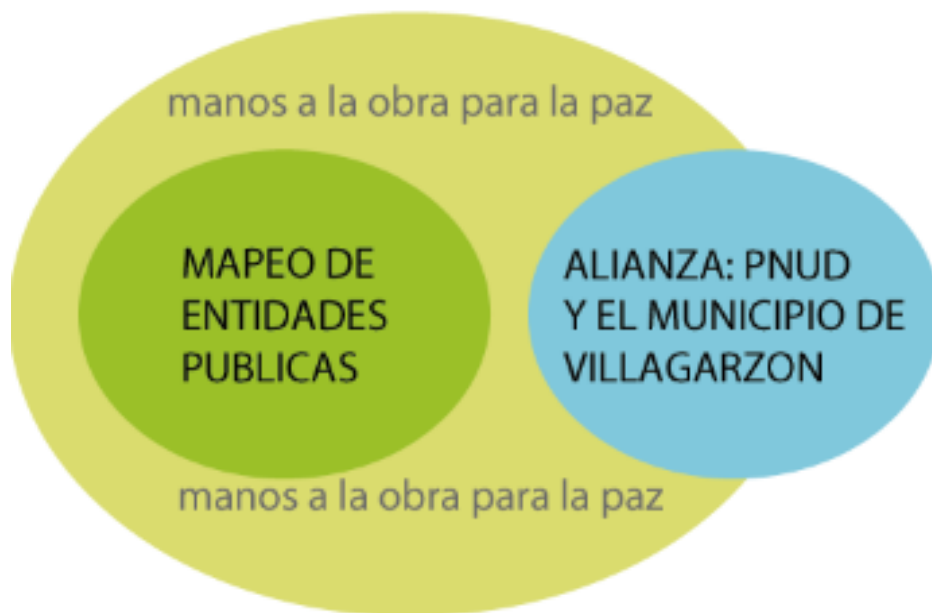 manos a la obra para la paz
MAPEO DE
ENTIDADES
PUBLICAS
ALIANZA: PNUD
Y EL MUNICIPIO DE
VILLAGARZON
manos a la obra para la paz